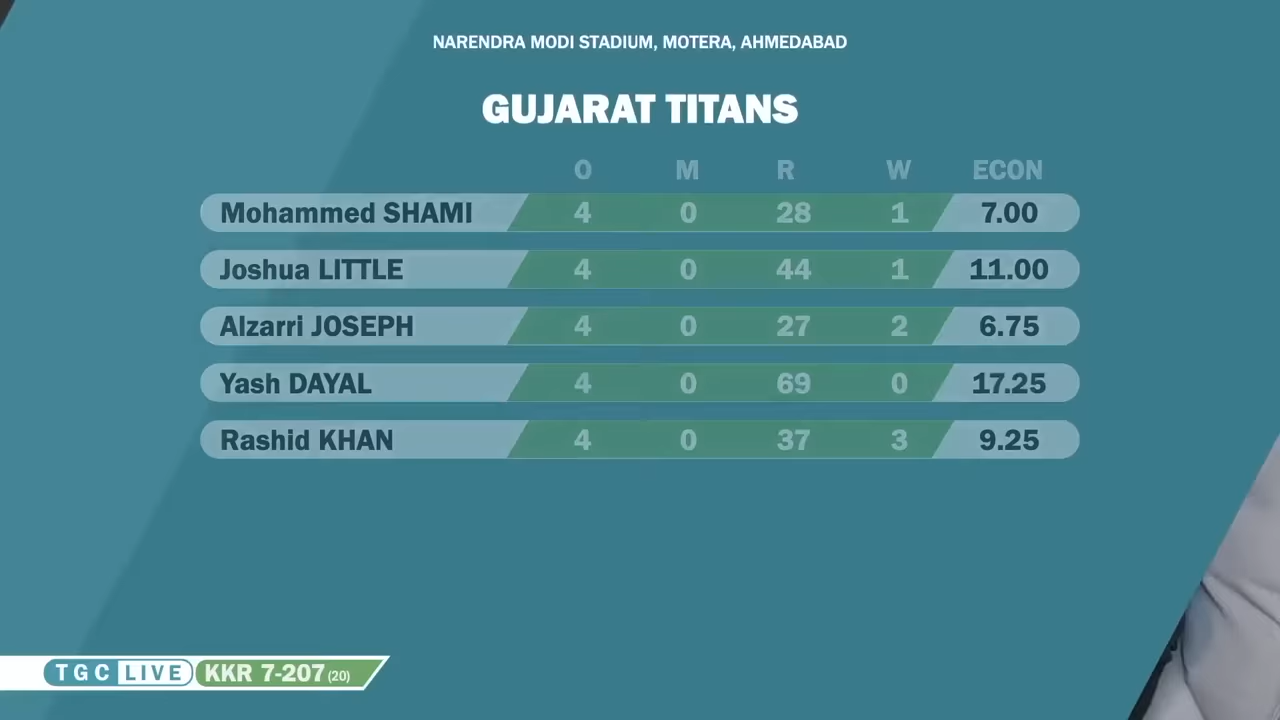 NARENDRA MODI STADIUM, MOTERA, AHMEDABAD
GUJARAT TITANS
O M R W ECON
Mohammed SHAMI 4 0 28 1 7.00
Joshua LITTLE 4 0 44 1 11.00
Alzarri JOSEPH 4 0 27 2 6.75
Yash DAYAL 4 0 69 0 17.25
Rashid KHAN 4 0 37 3 9.25
TGC LIVE KKR 7-207 (20)